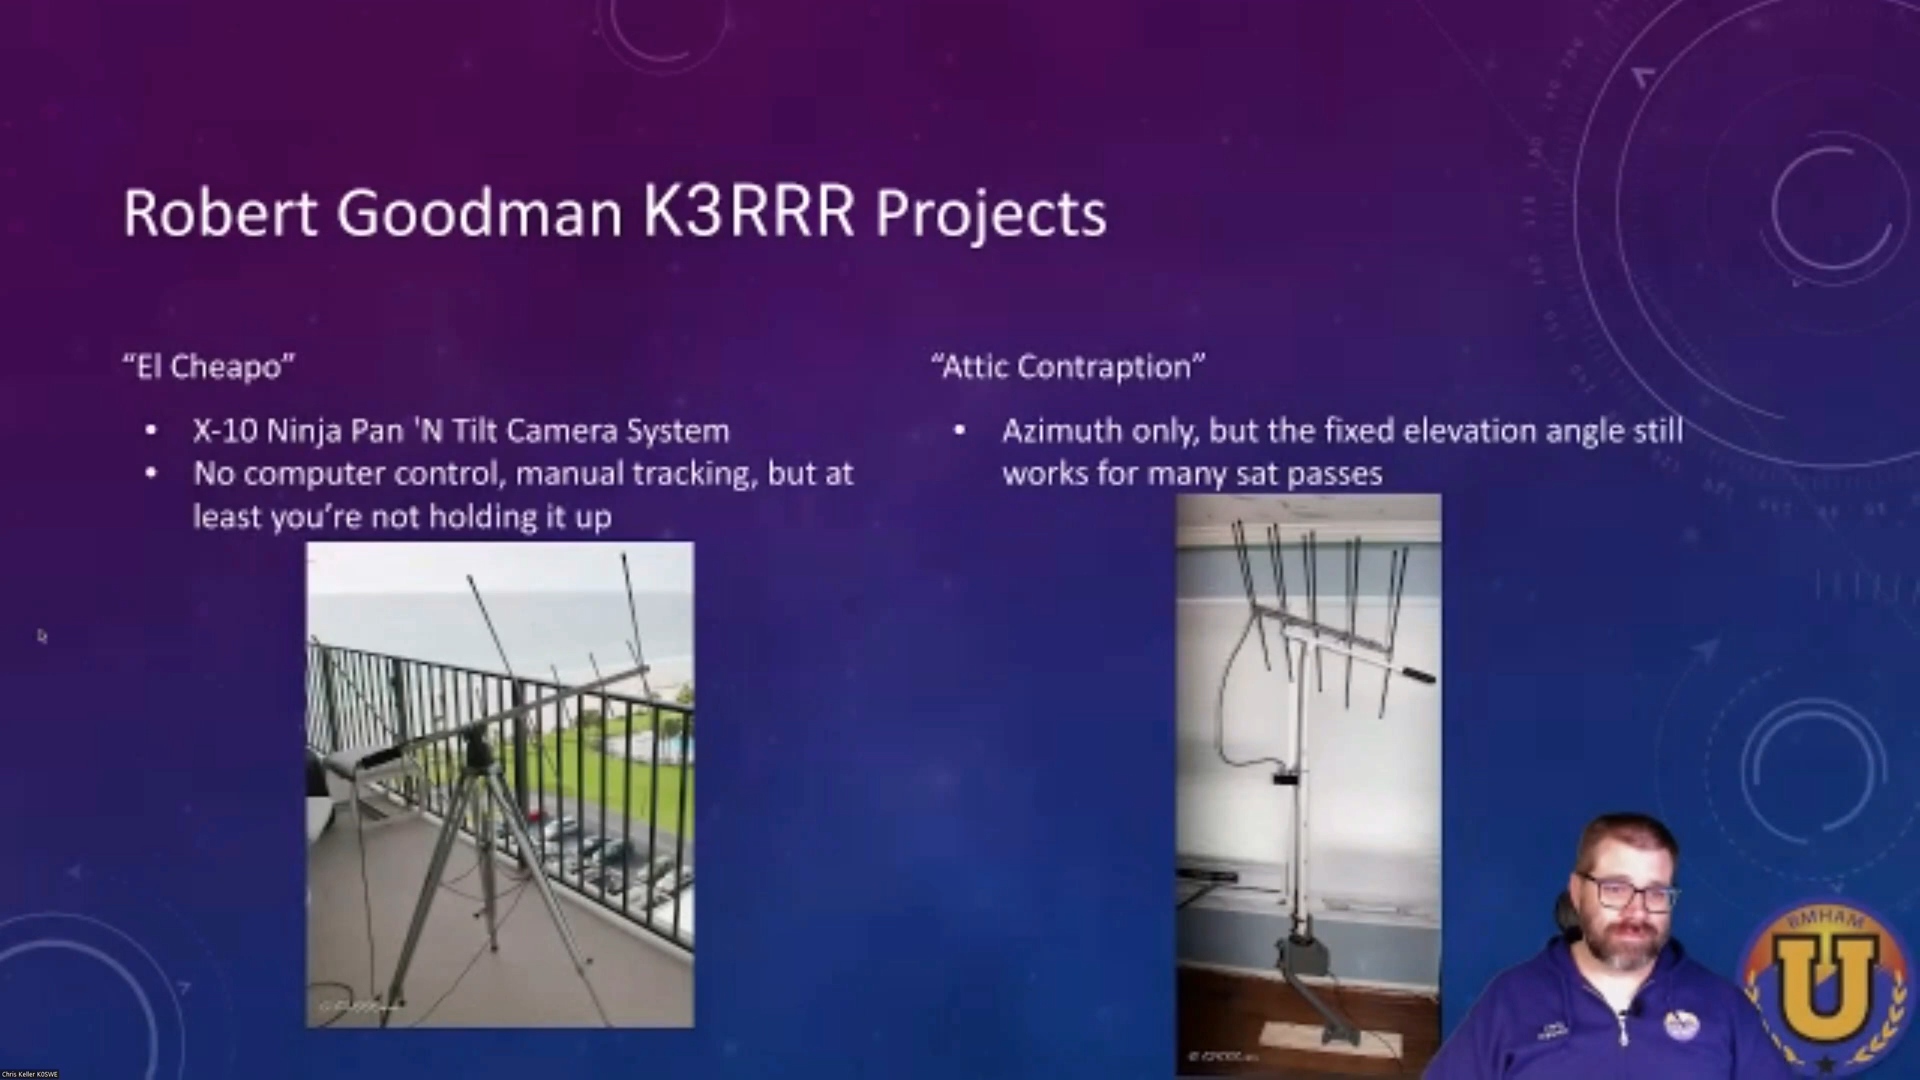 Robert Goodman K3RRR Projects
"El Cheapo"
• X-10 Ninja Pan 'N Tilt Camera System
• No computer control, manual tracking, but at
least you're not holding it up
"Attic Contraption"
• Azimuth only, but the fixed elevation angle still
works for many sat passes
RMHAM
U
Chris Keller K0SWE